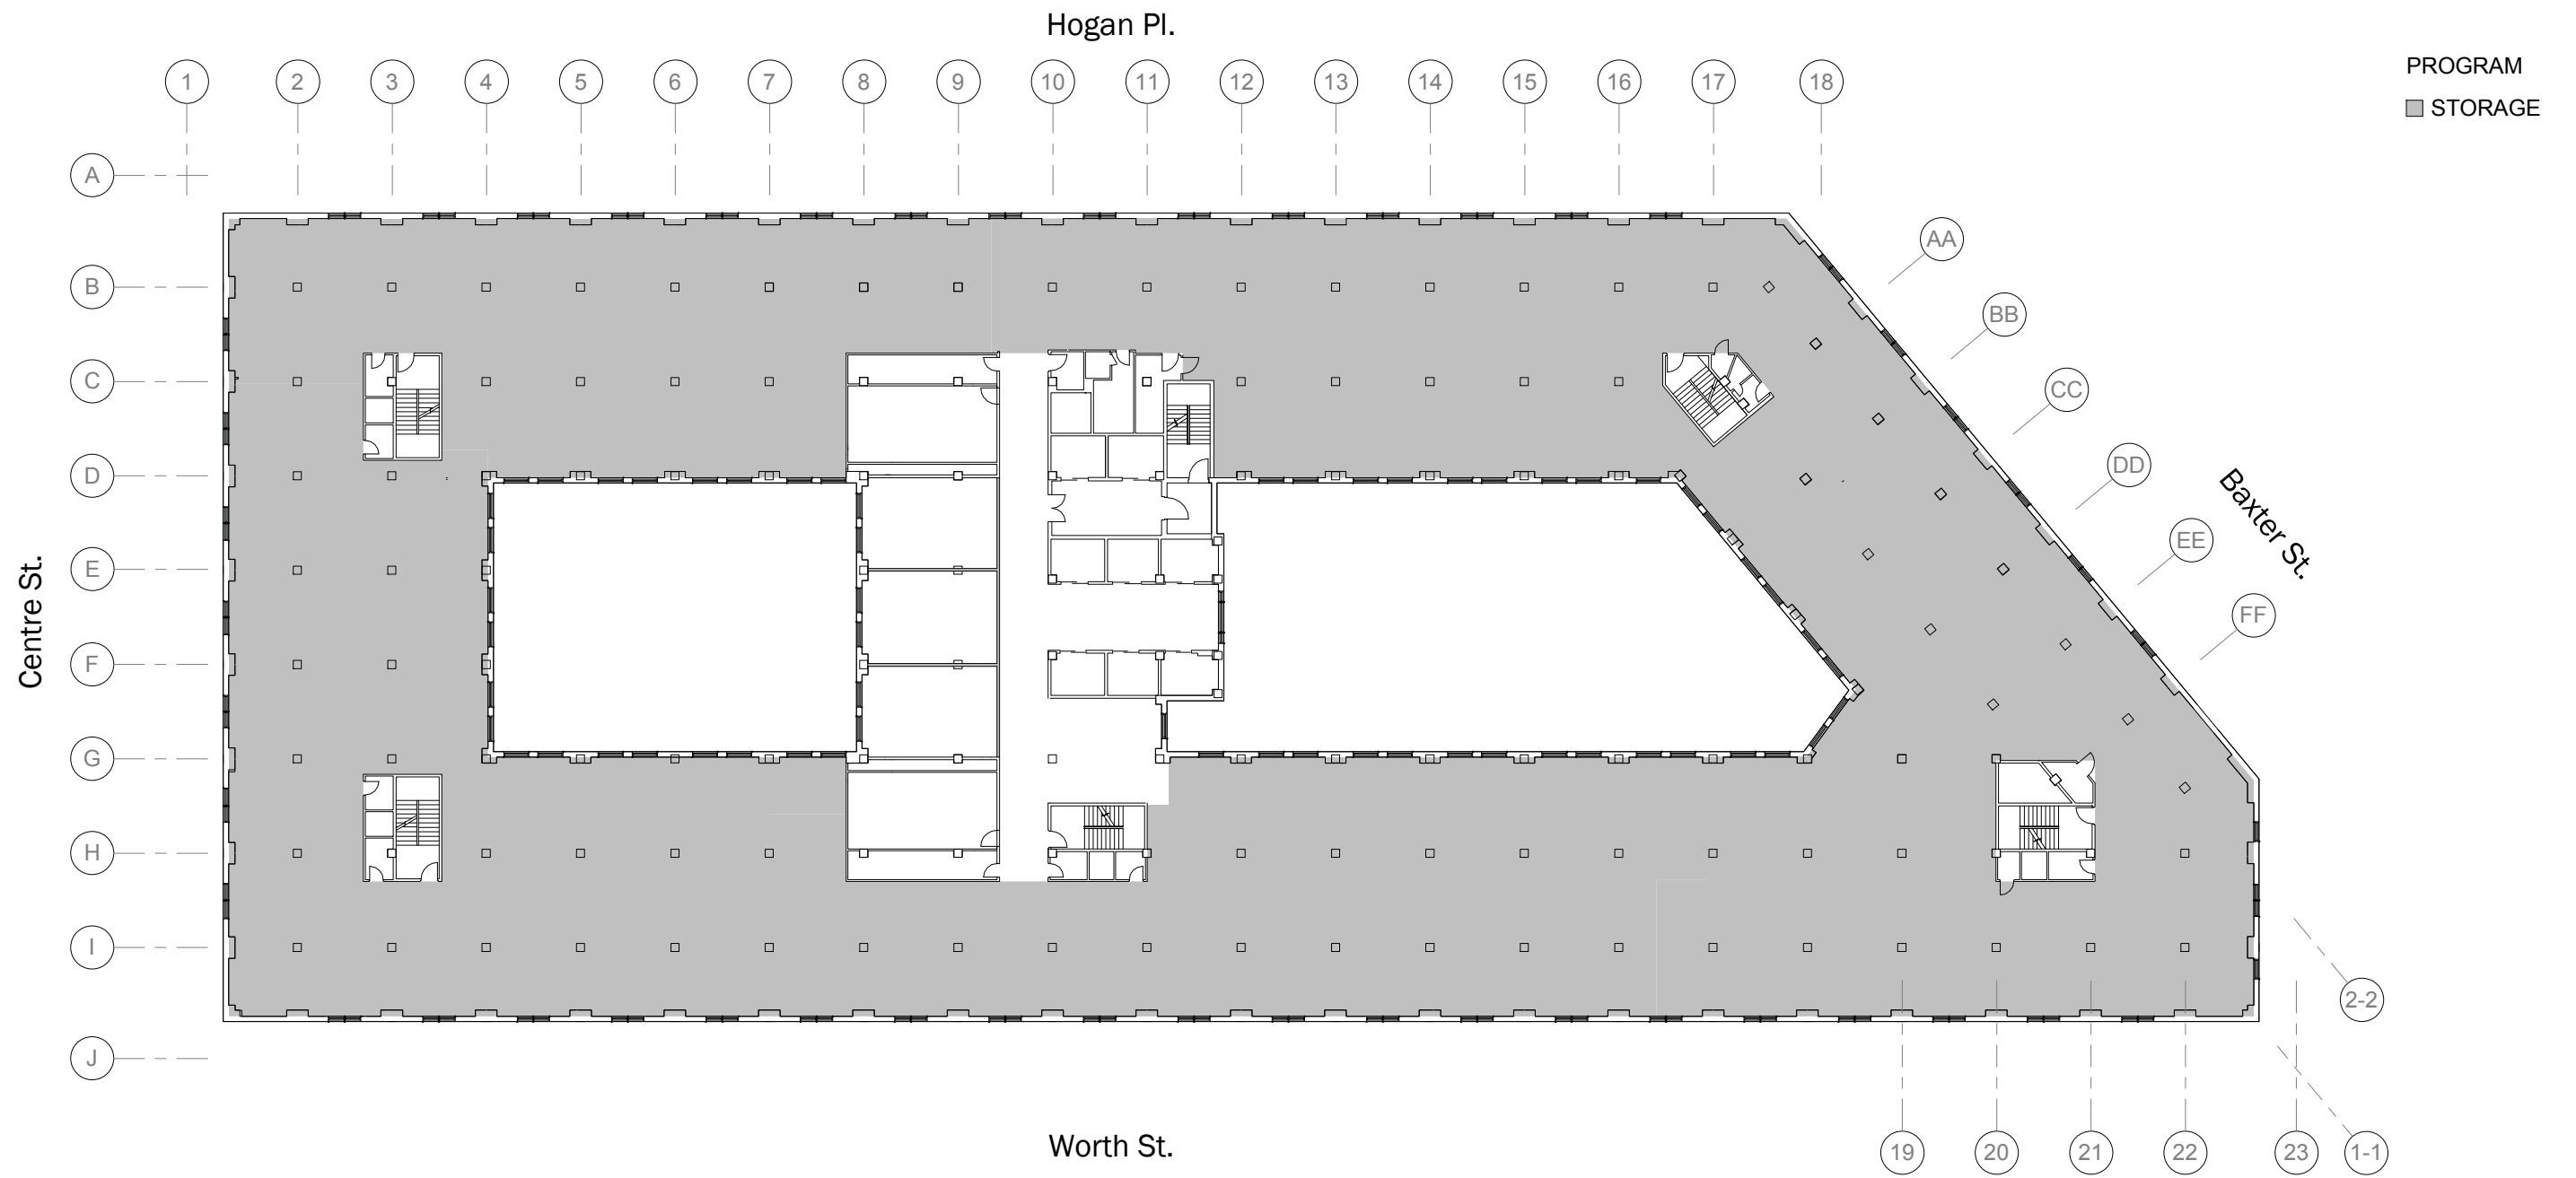 Hogan Pl.
PROGRAM
STORAGE
1 2 3 4 5 6 7 8 9 10 11 12 13 14 15 16 17 18
A
B
C
D
E
F
G
H
I
J
AA
BB
CC
DD
EE
FF
Baxter St.
Centre St.
2-2
Worth St.
19 20 21 22 23 1-1